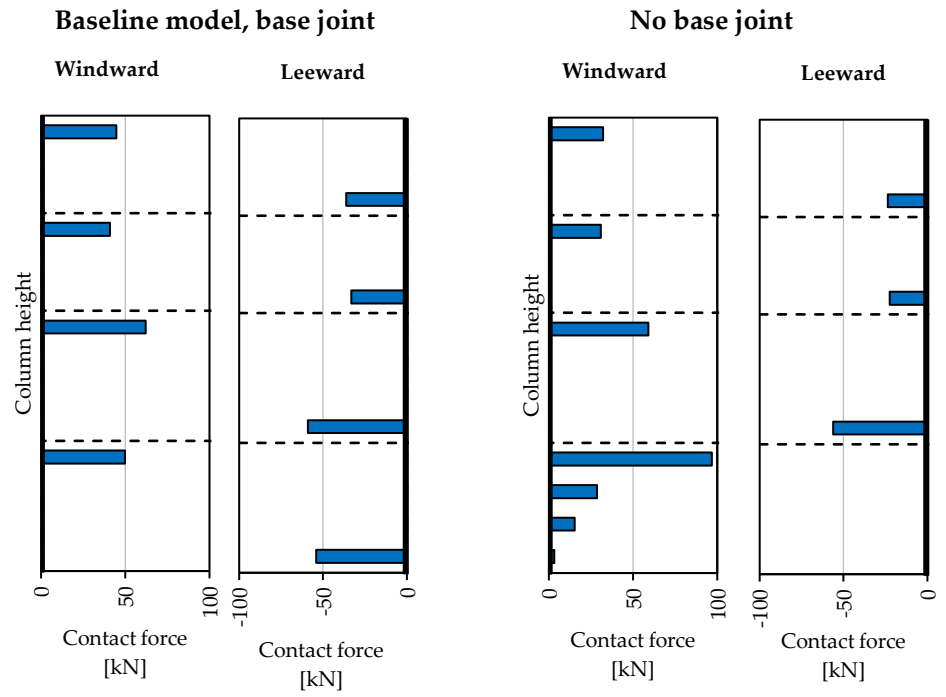 Baseline model, base joint
Windward
Leeward
Column height
0
50
100
Contact force
[kN]
-100
-50
0
Contact force
[kN]
No base joint
Windward
Leeward
Column height
0
50
100
Contact force
[kN]
-100
-50
0
Contact force
[kN]